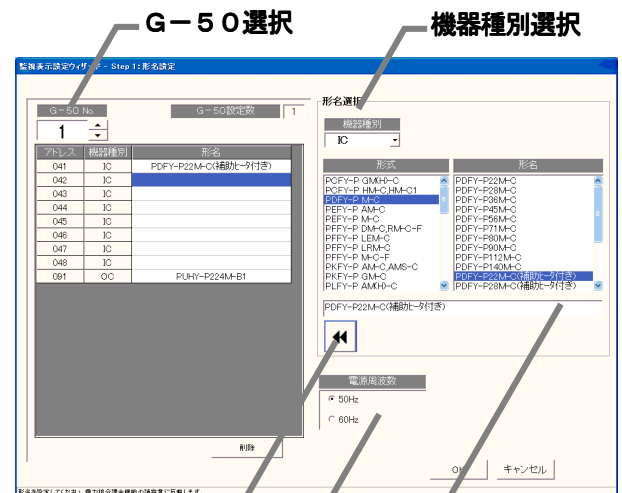 G－50選択
機器種別選択
監視表示設定ウィザード - Step 1:形名設定
G－50 No.
G－50設定数 1
1
アドレス 機器種別 形名
041 IC PDFY-P22M-C(補助ヒータ付き)
042 IC
043 IC
044 IC
045 IC
046 IC
047 IC
048 IC
091 OC PUHY-P224M-B1
削除
形名選択
機器種別
IC
形式
PCFY-P GM(H)-C
PCFY-P HM-C,HM-C1
PDFY-P M-C
PEFY-P AM-C
PEFY-P M-C
PFFY-P DM-C,RM-C-F
PFFY-P LEM-C
PFFY-P LRM-C
PFFY-P M-C-F
PKFY-P AM-C,AMS-C
PKFY-P GM-C
PLFY-P AM(H)-C
形名
PDFY-P22M-C
PDFY-P28M-C
PDFY-P36M-C
PDFY-P45M-C
PDFY-P56M-C
PDFY-P71M-C
PDFY-P80M-C
PDFY-P90M-C
PDFY-P112M-C
PDFY-P140M-C
PDFY-P22M-C(補助ヒータ付き)
PDFY-P28M-C(補助ヒータ付き)
PDFY-P22M-C(補助ヒータ付き)
電源周波数
50Hz
60Hz
キャンセル